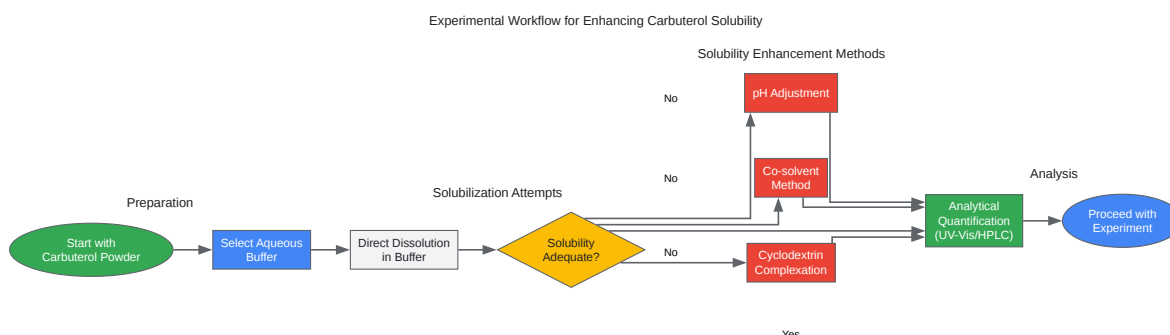 Experimental Workflow for Enhancing Carbuterol Solubility
Solubility Enhancement Methods
No
pH Adjustment
No
Co-solvent
Method
Analysis
Solubilization Attempts
Preparation
Start with
Carbuterol Powder
Select Aqueous
Buffer
Direct Dissolution
in Buffer
Solubility
Adequate?
No
Cyclodextrin
Complexation
Analytical
Quantification
(UV-Vis/HPLC)
Proceed with
Experiment
Yes